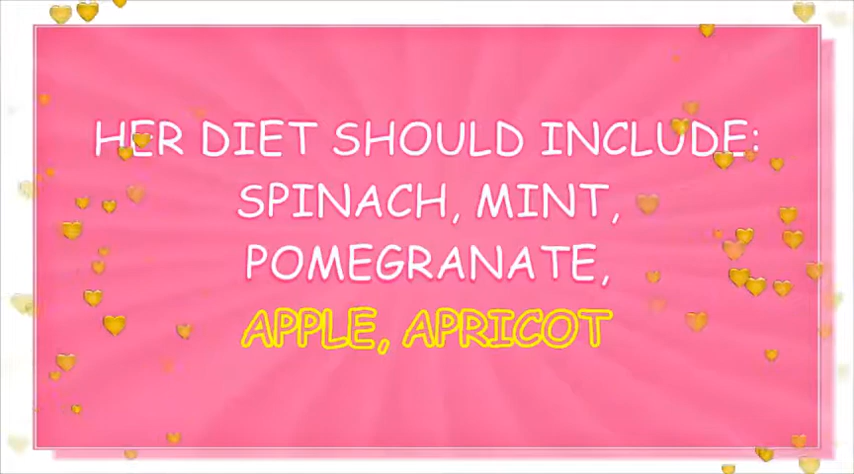 HER DIET SHOULD INCLUDE:
SPINACH, MINT,
POMEGRANATE,
APPLE, APRICOT